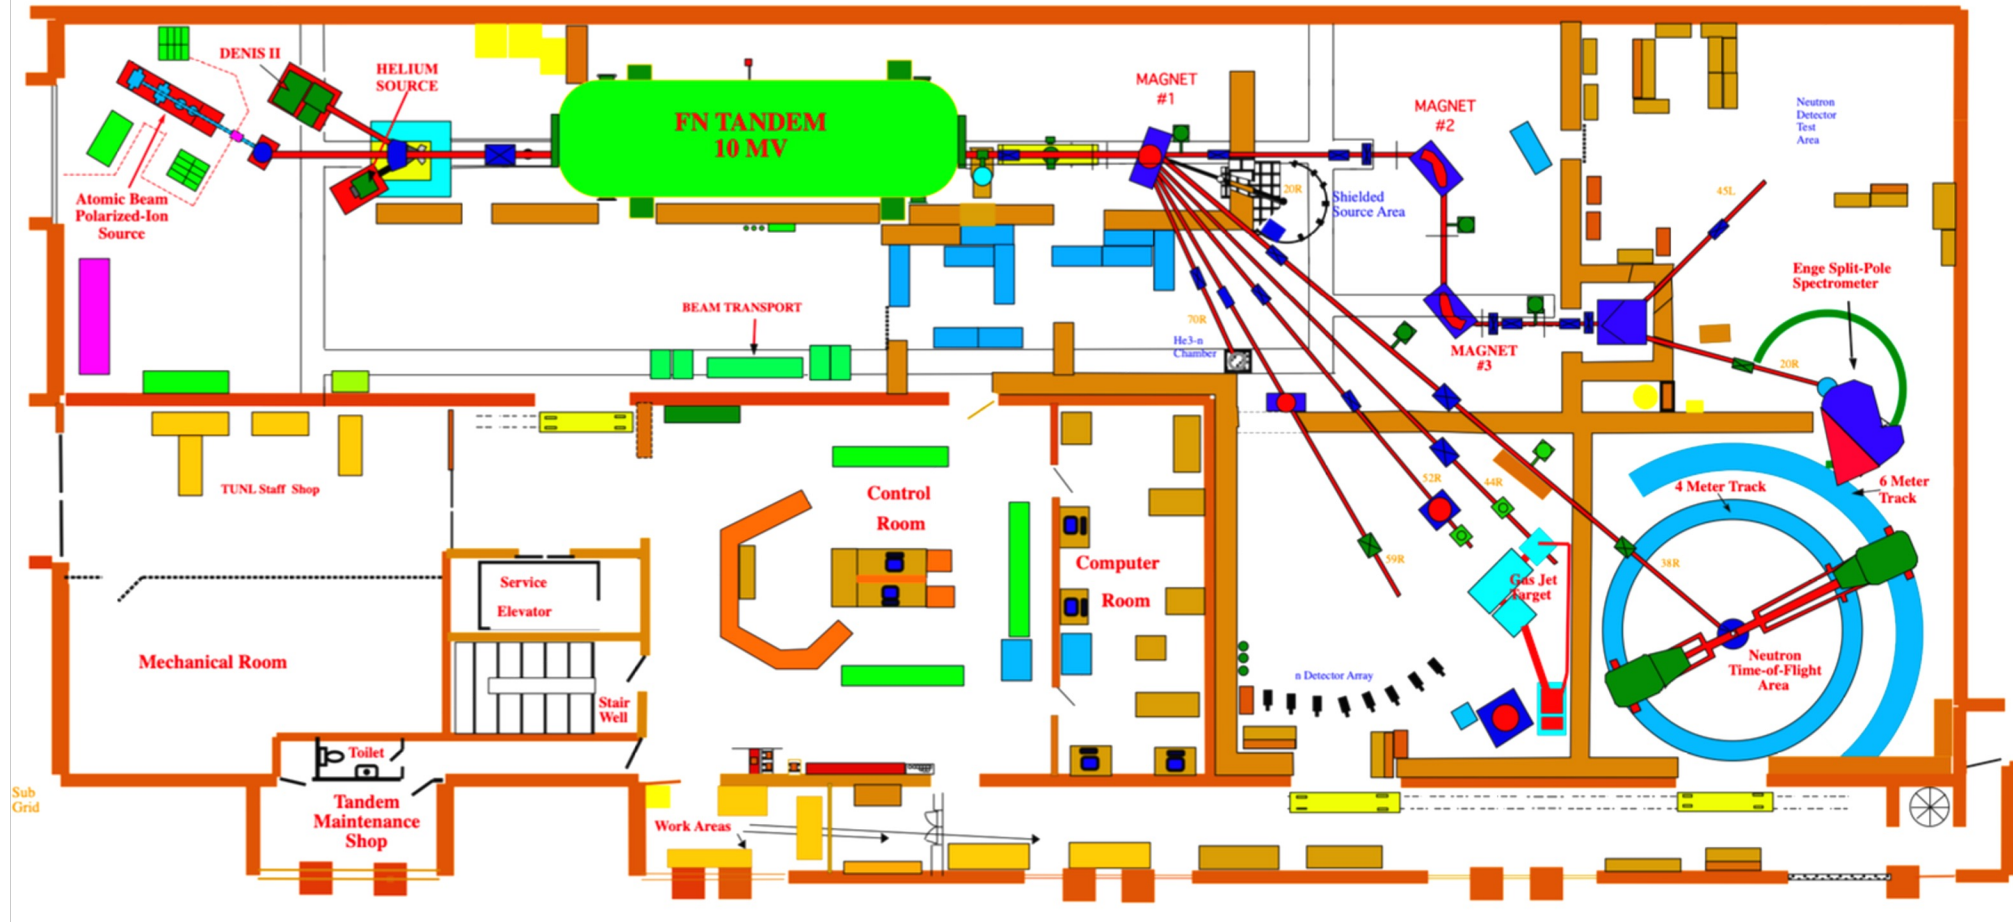 DENIS II
HELIUM
SOURCE
Atomic Beam
Polarized-Ion
Source
FN TANDEM
10 MV
MAGNET
#1
MAGNET
#2
Neutron
Detector
Test
Area
20R
Shielded
Source Area
45L
Enge Split-Pole
Spectrometer
BEAM TRANSPORT
70R
He3-n
Chamber
MAGNET
#3
20R
TUNL Staff Shop
Control
Room
52R
44R
4 Meter Track
6 Meter
Track
Computer
Room
59R
38R
Gas Jet
Target
Service
Elevator
Mechanical Room
Stair
Well
n Detector Array
Neutron
Time-of-Flight
Area
Toilet
Sub
Grid
Tandem
Maintenance
Shop
Work Areas